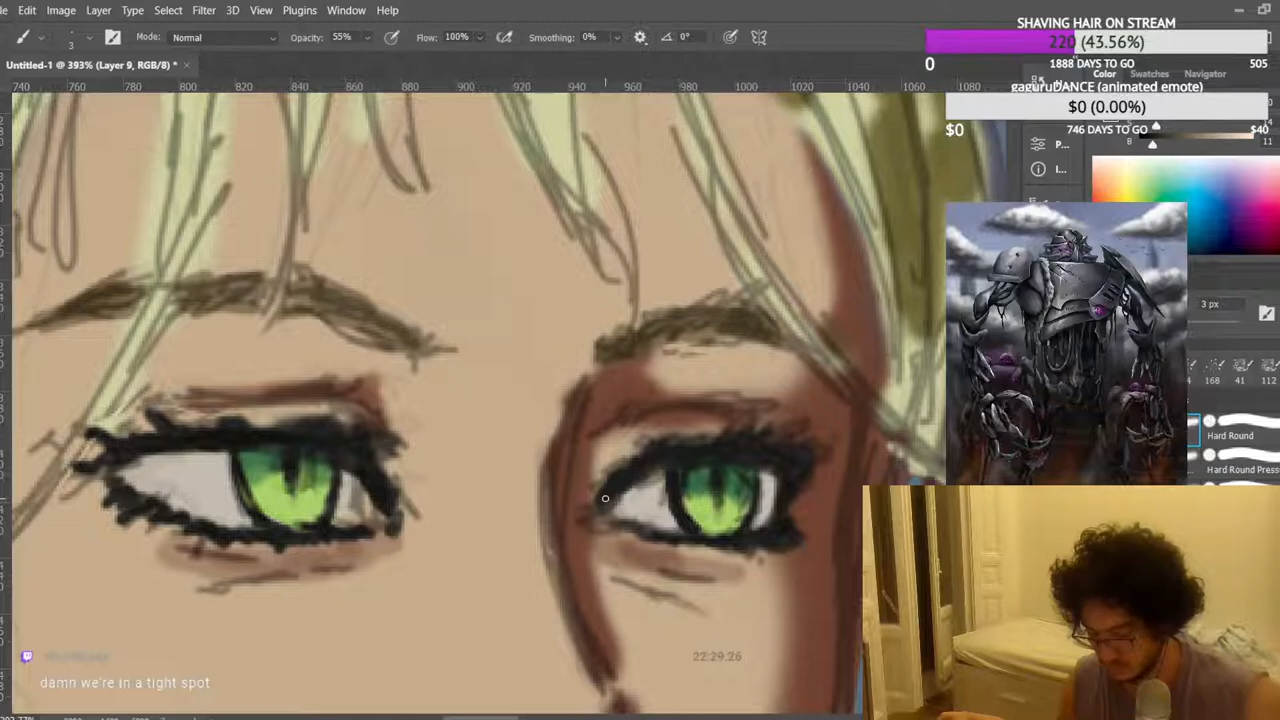 Edit Image Layer Type Select Filter 3D View Plugins Window Help
3 Mode: Normal Opacity: 55% Flow: 100% Smoothing: 0% 0°
Untitled-1 @ 393% (Layer 9, RGB/8) *
740 760 780 800 820 840 860 880 900 920 940 960 980 1000 1020 1040 1060 1080
SHAVING HAIR ON STREAM
220 (43.56%)
0 1888 DAYS TO GO 505
Color Swatches Navigator
gaguruDANCE (animated emote)
$0 (0.00%)
$0 746 DAYS TO GO $40
B 11
P...
I...
3 px
168 41 112
Hard Round
Hard Round Press
22:29:26
damn we're in a tight spot